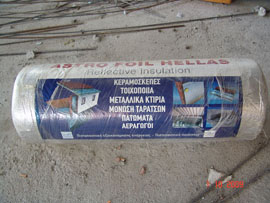 ASTRO FOIL HELLAS
Reflective Insulation
ΚΕΡΑΜΟΣΚΕΠΕΣ
ΤΟΙΧΟΠΟΙΙΑ
ΜΕΤΑΛΛΙΚΑ ΚΤΙΡΙΑ
ΜΟΝΩΣΗ ΤΑΡΑΤΣΩΝ
ΠΑΤΩΜΑΤΑ
ΑΕΡΑΓΩΓΟΙ